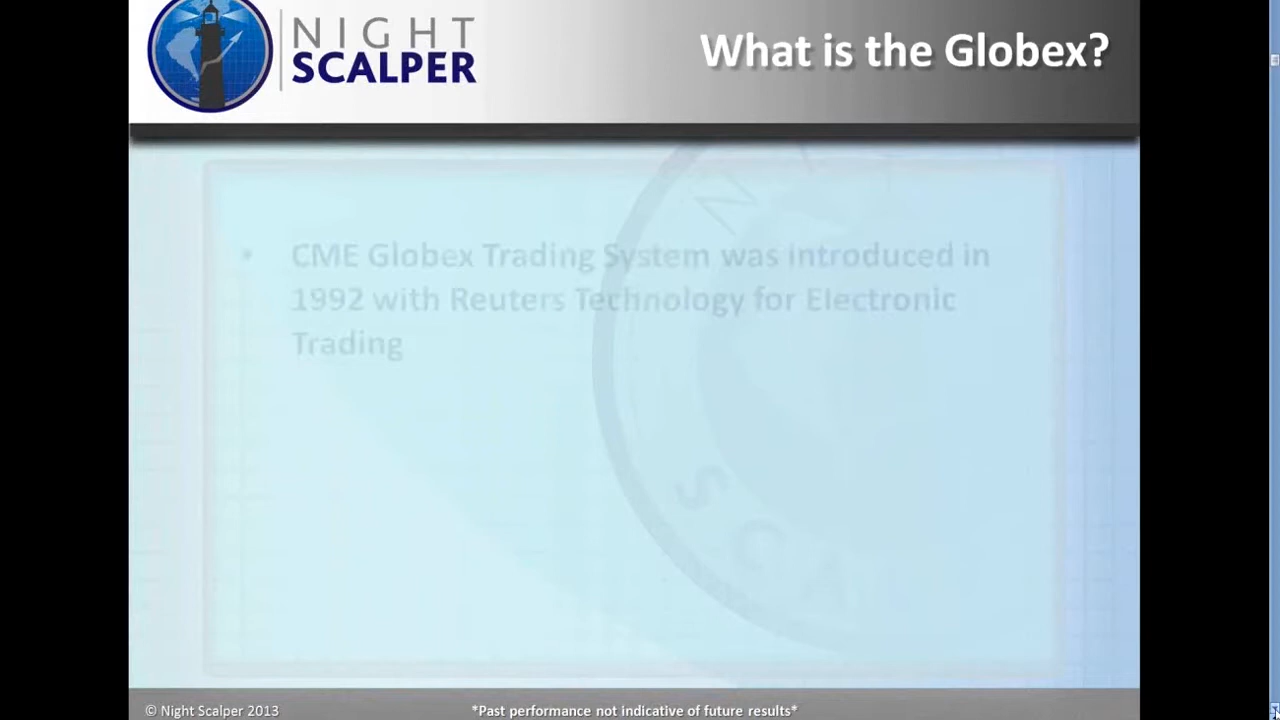 NIGHT
SCALPER
What is the Globex?
• CME Globex Trading System was introduced in
1992 with Reuters Technology for Electronic
Trading
N
SCA
© Night Scalper 2013
*Past performance not indicative of future results*